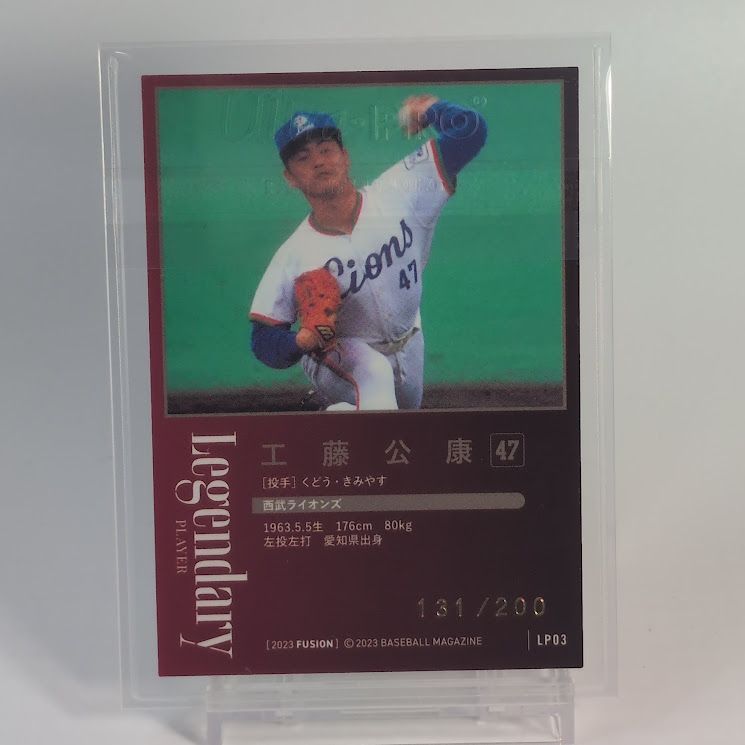 Ultra•PRO®
Lions
47
Legendary
PLAYER
工藤公康 47
[投手] くどう・きみやす
西武ライオンズ
1963.5.5生 176cm 80kg
左投左打 愛知県出身
131/200
[2023 FUSION] ©2023 BASEBALL MAGAZINE LP03